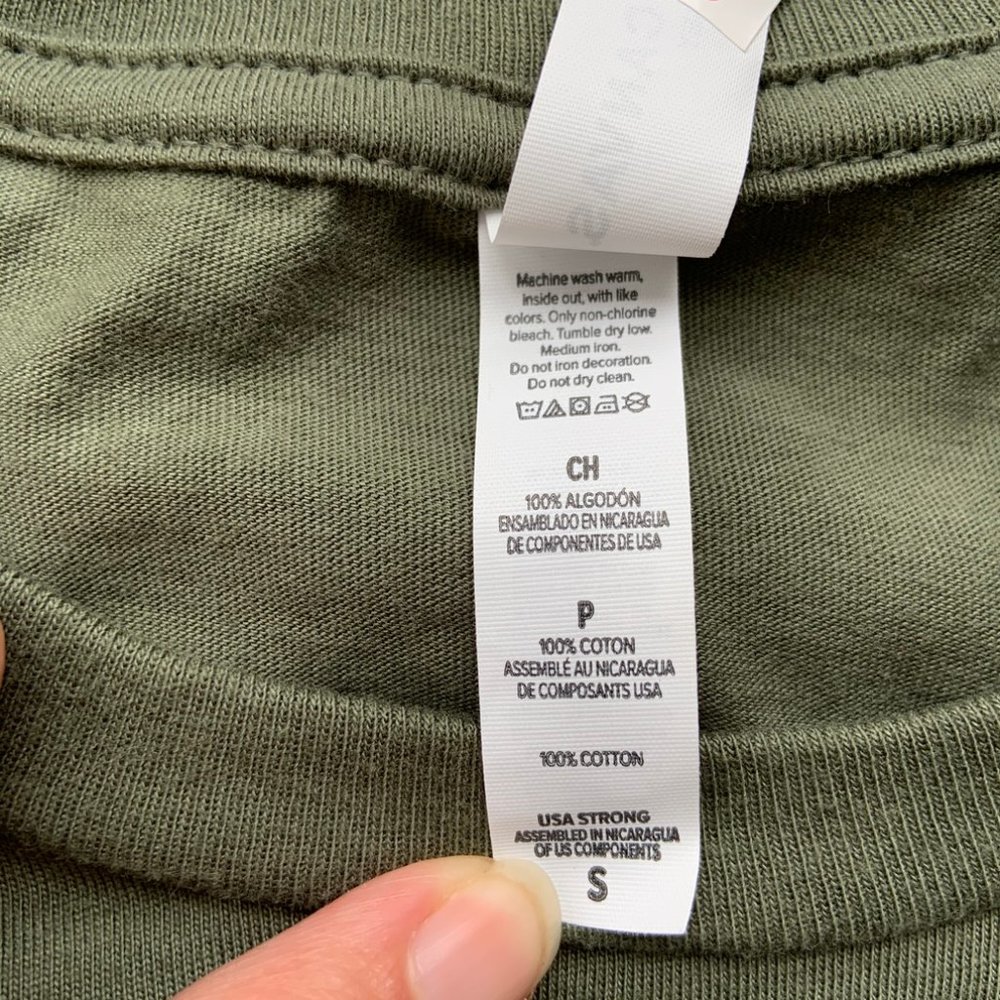 Machine wash warm,
inside out, with like
colors. Only non-chlorine
bleach. Tumble dry low.
Medium iron.
Do not iron decoration.
Do not dry clean.
CH
100% ALGODÓN
ENSAMBLADO EN NICARAGUA
DE COMPONENTES DE USA
P
100% COTON
ASSEMBLÉ AU NICARAGUA
DE COMPOSANTS USA
100% COTTON
USA STRONG
ASSEMBLED IN NICARAGUA
OF US COMPONENTS
S